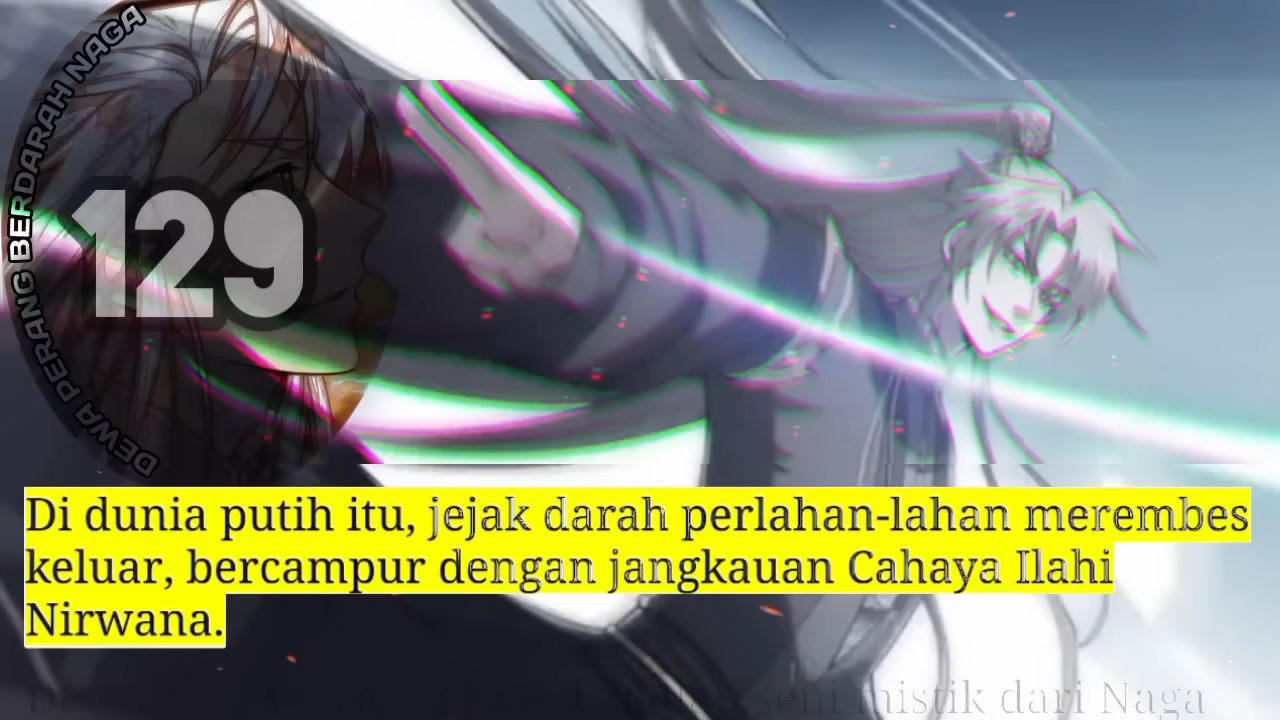 DEWA PERANG BERDARAH NAGA
129
Di dunia putih itu, jejak darah perlahan-lahan merembes
keluar, bercampur dengan jangkauan Cahaya Ilahi
Nirwana.
seni mistik dari Naga